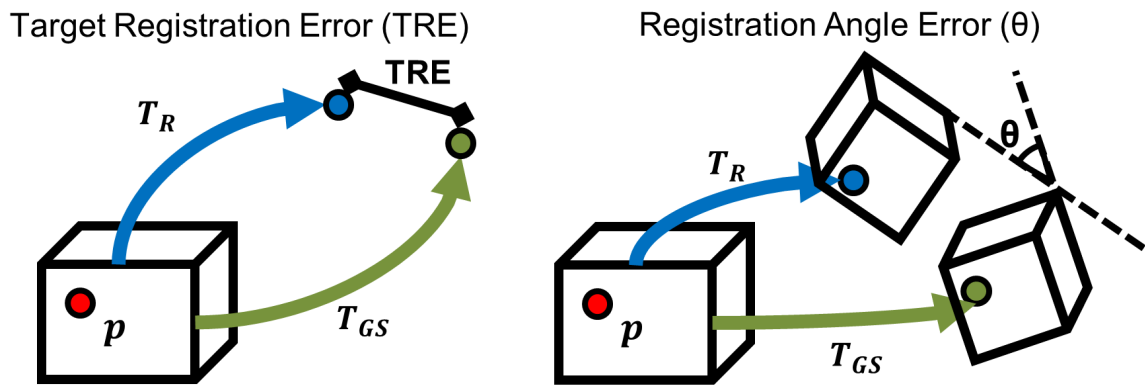 Target Registration Error (TRE)
TRE
T_R
p
T_GS
Registration Angle Error (θ)
θ
T_R
p
T_GS